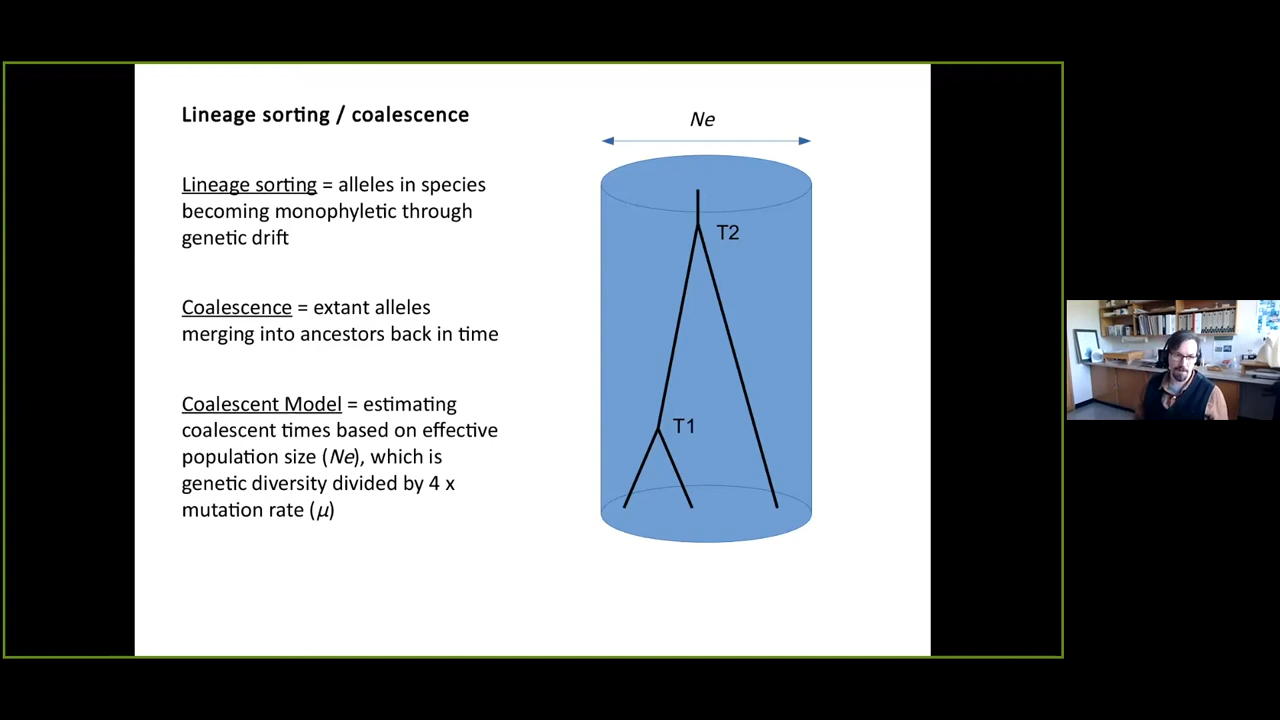 Lineage sorting / coalescence
Lineage sorting = alleles in species
becoming monophyletic through
genetic drift
Coalescence = extant alleles
merging into ancestors back in time
Coalescent Model = estimating
coalescent times based on effective
population size (Ne), which is
genetic diversity divided by 4 x
mutation rate (μ)
Ne
T2
T1